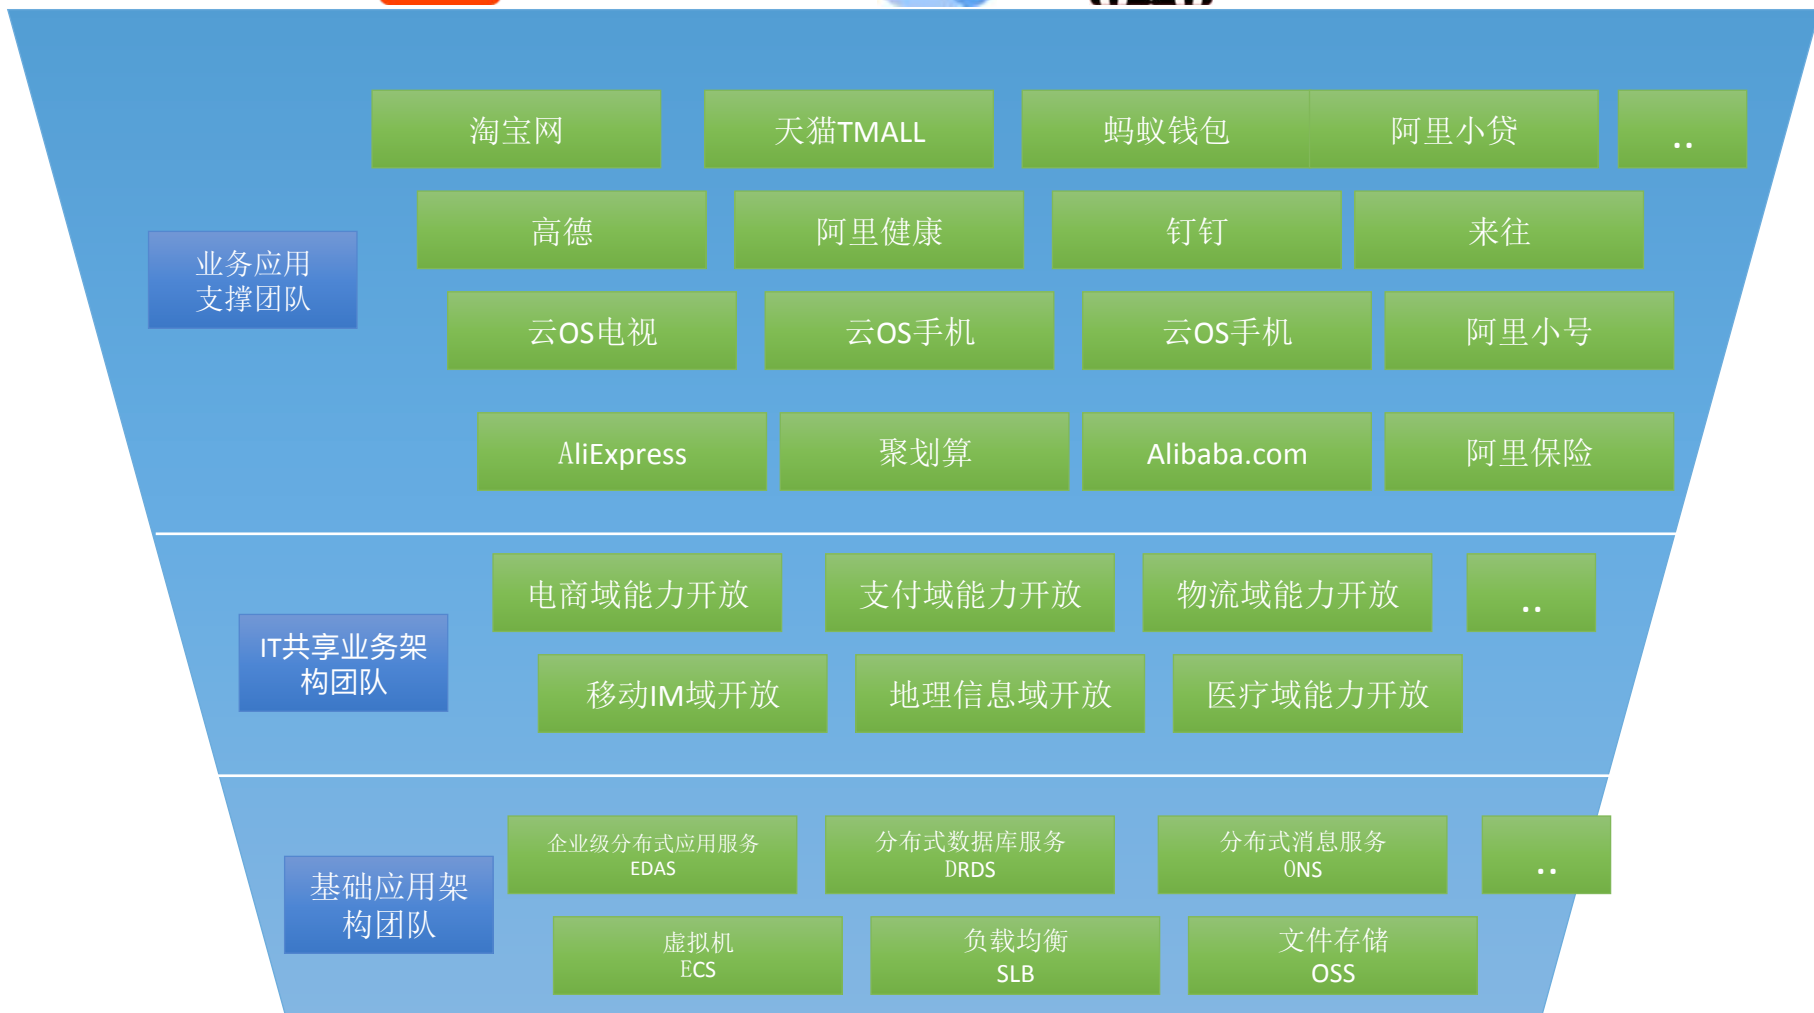 淘宝网
天猫TMALL
蚂蚁钱包
阿里小贷
..
高德
阿里健康
钉钉
来往
业务应用
支撑团队
云OS电视
云OS手机
云OS手机
阿里小号
AliExpress
聚划算
Alibaba.com
阿里保险
电商域能力开放
支付域能力开放
物流域能力开放
..
IT共享业务架
构团队
移动IM域开放
地理信息域开放
医疗域能力开放
企业级分布式应用服务
EDAS
分布式数据库服务
DRDS
分布式消息服务
ONS
..
基础应用架
构团队
虚拟机
ECS
负载均衡
SLB
文件存储
OSS